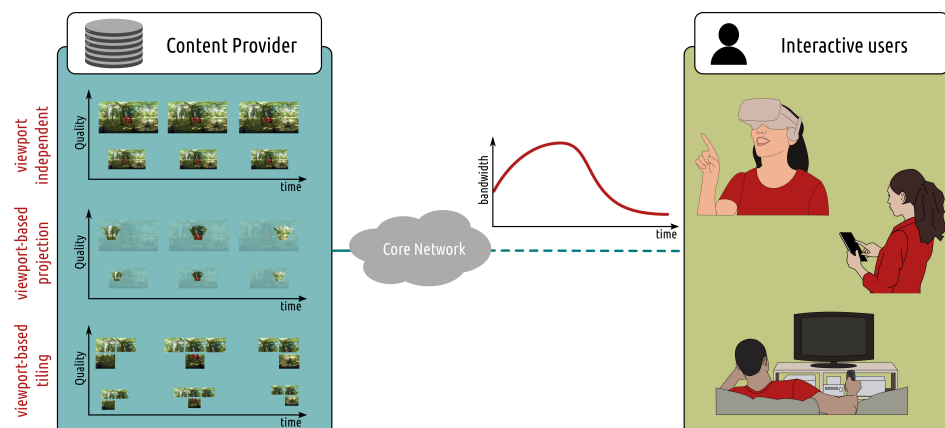 Content Provider
Interactive users
viewport
independent
Quality
time
viewport-based
projection
Quality
time
viewport-based
tiling
Quality
time
Core Network
bandwidth
time